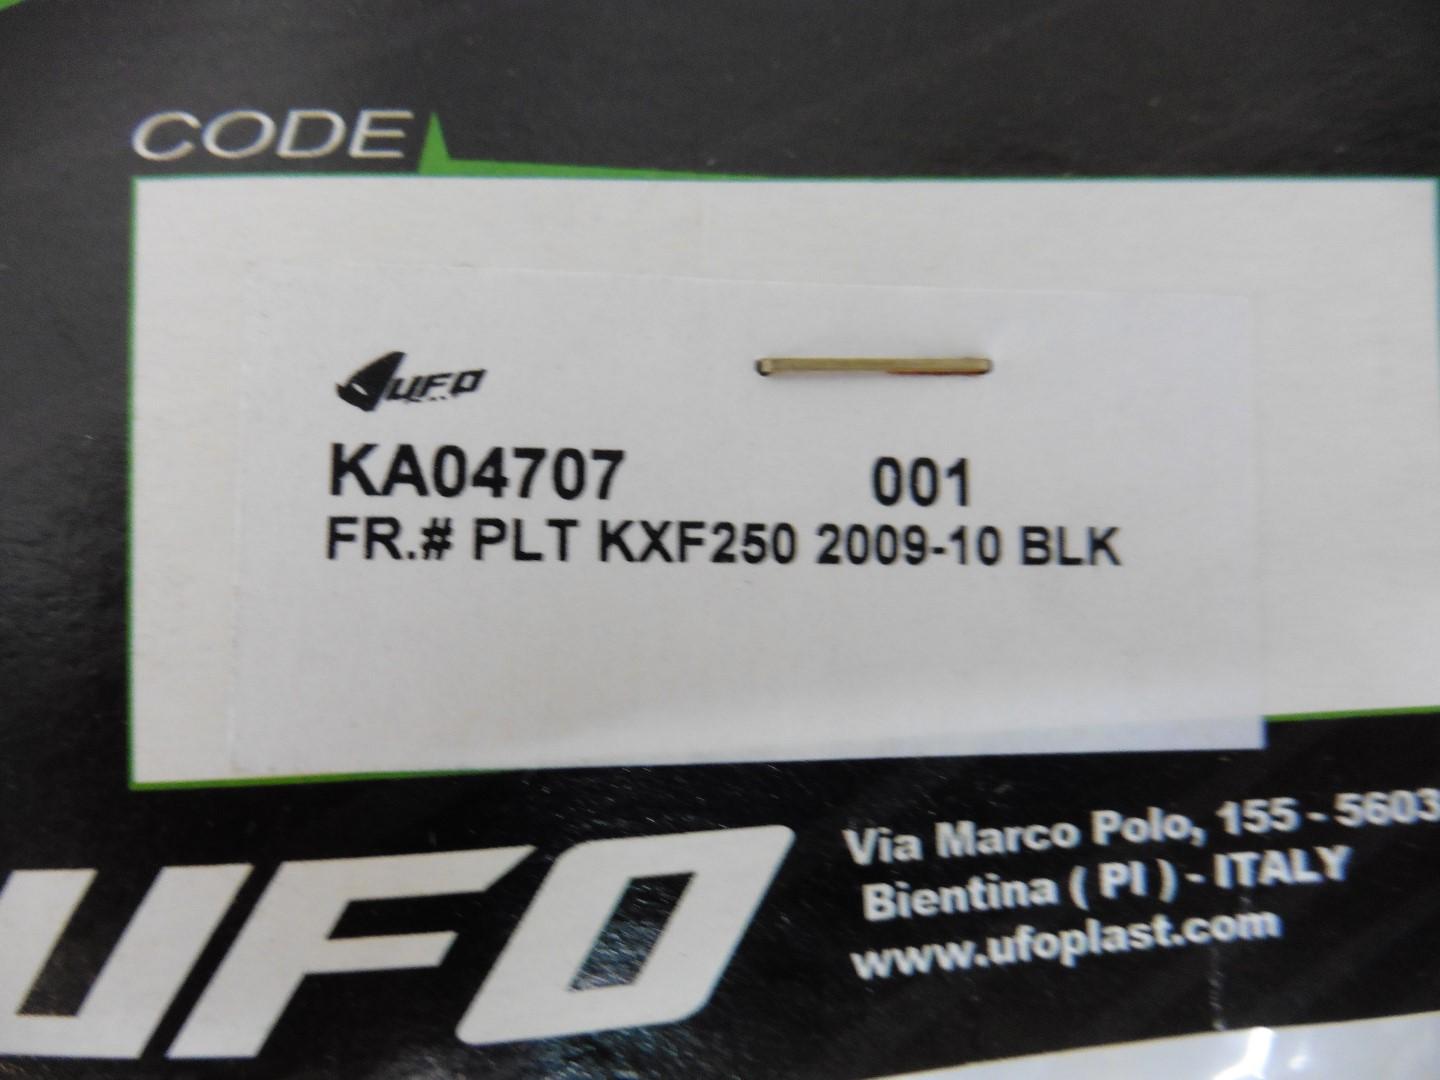 CODE
UFO
KA04707 001
FR.# PLT KXF250 2009-10 BLK
UFO
Via Marco Polo, 155 - 5603
Bientina ( PI ) - ITALY
www.ufoplast.com